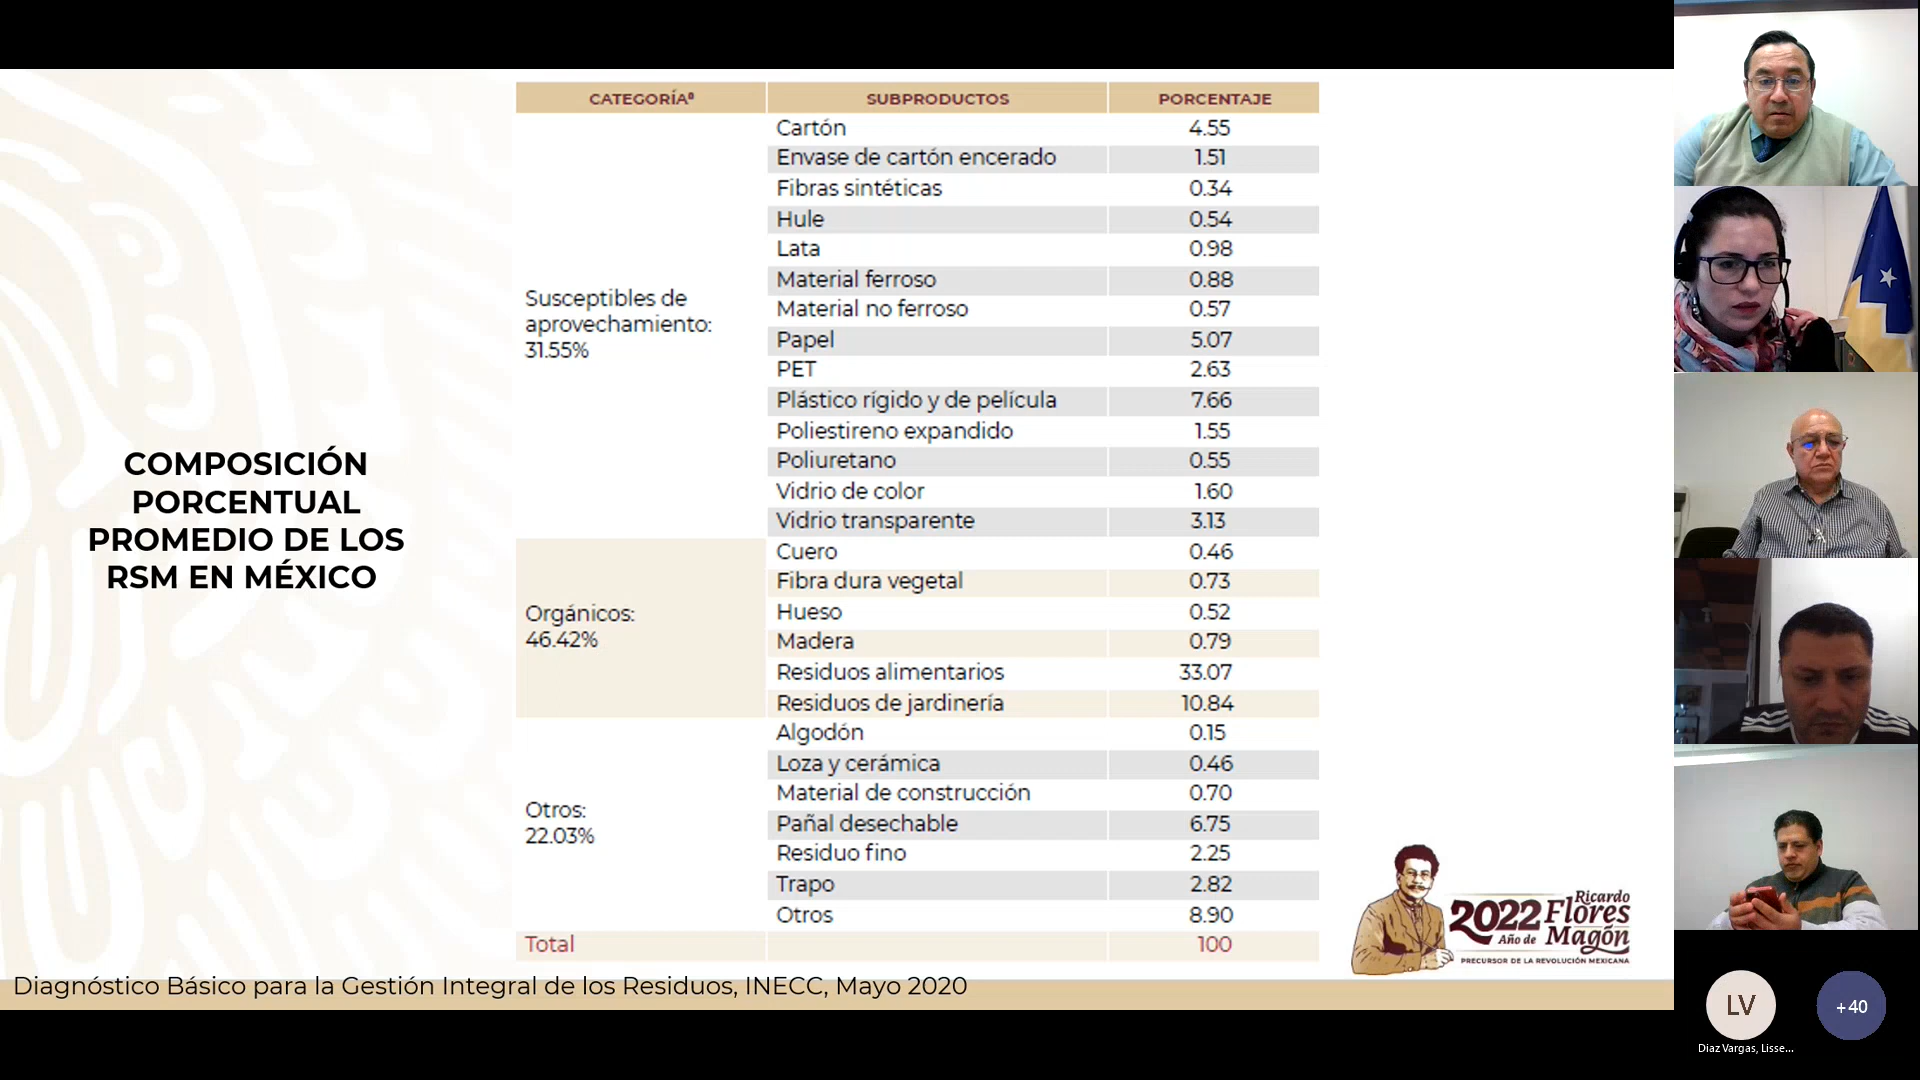 COMPOSICIÓN
PORCENTUAL
PROMEDIO DE LOS
RSM EN MÉXICO
CATEGORÍA⁸ SUBPRODUCTOS PORCENTAJE
Susceptibles de
aprovechamiento:
31.55%
Cartón 4.55
Envase de cartón encerado 1.51
Fibras sintéticas 0.34
Hule 0.54
Lata 0.98
Material ferroso 0.88
Material no ferroso 0.57
Papel 5.07
PET 2.63
Plástico rígido y de película 7.66
Poliestireno expandido 1.55
Poliuretano 0.55
Vidrio de color 1.60
Vidrio transparente 3.13
Orgánicos:
46.42%
Cuero 0.46
Fibra dura vegetal 0.73
Hueso 0.52
Madera 0.79
Residuos alimentarios 33.07
Residuos de jardinería 10.84
Otros:
22.03%
Algodón 0.15
Loza y cerámica 0.46
Material de construcción 0.70
Pañal desechable 6.75
Residuo fino 2.25
Trapo 2.82
Otros 8.90
Total 100
2022 Ricardo
Año de Flores
Magón
PRECURSOR DE LA REVOLUCIÓN MEXICANA
Diagnóstico Básico para la Gestión Integral de los Residuos, INECC, Mayo 2020
LV
+40
Diaz Vargas, Lisse...